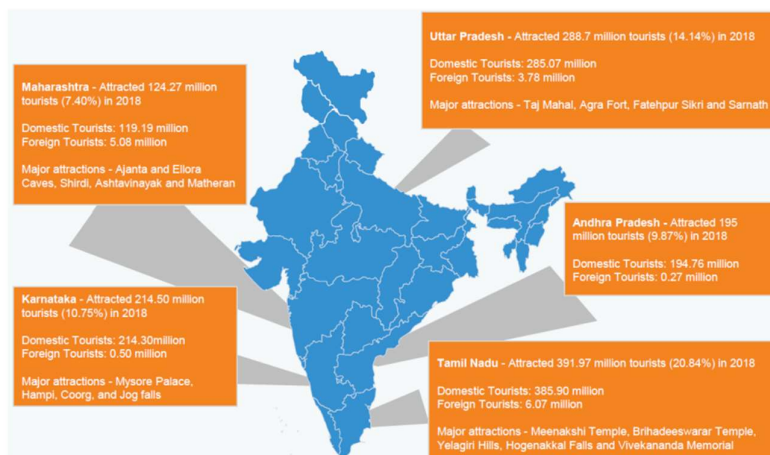 Uttar Pradesh - Attracted 288.7 million tourists (14.14%) in 2018
Domestic Tourists: 285.07 million
Foreign Tourists: 3.78 million
Major attractions - Taj Mahal, Agra Fort, Fatehpur Sikri and Sarnath
Maharashtra - Attracted 124.27 million
tourists (7.40%) in 2018
Domestic Tourists: 119.19 million
Foreign Tourists: 5.08 million
Major attractions - Ajanta and Ellora
Caves, Shirdi, Ashtavinayak and Matheran
Andhra Pradesh - Attracted 195
million tourists (9.87%) in 2018
Domestic Tourists: 194.76 million
Foreign Tourists: 0.27 million
Karnataka - Attracted 214.50 million
tourists (10.75%) in 2018
Domestic Tourists: 214.30million
Foreign Tourists: 0.50 million
Major attractions - Mysore Palace,
Hampi, Coorg, and Jog falls
Tamil Nadu - Attracted 391.97 million tourists (20.84%) in 2018
Domestic Tourists: 385.90 million
Foreign Tourists: 6.07 million
Major attractions - Meenakshi Temple, Brihadeeswarar Temple,
Yelagiri Hills, Hogenakkal Falls and Vivekananda Memorial